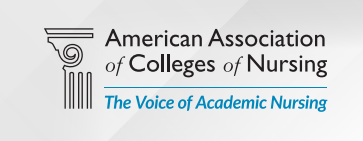 American Association
of Colleges of Nursing
The Voice of Academic Nursing